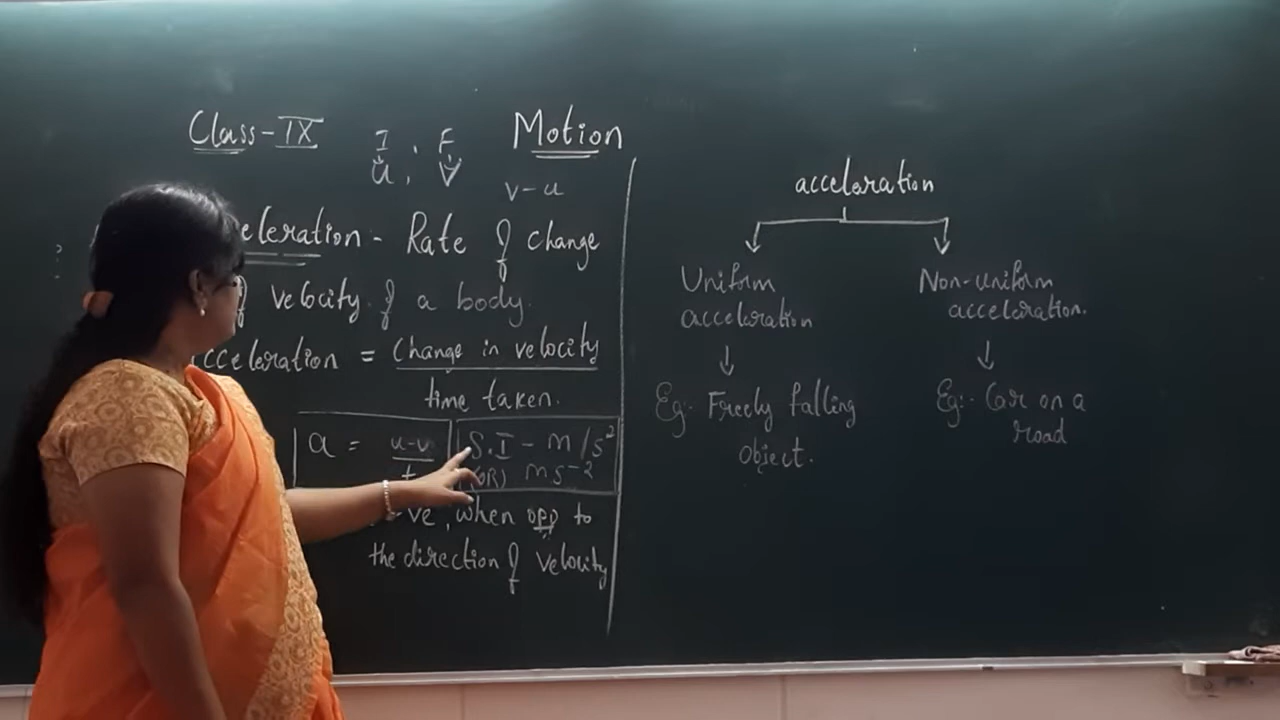 Class-IX
I, F
u, V
Motion
v-u
eleration - Rate of change
of velocity of a body.
cceleration = Change in velocity
time taken.
a = u-v
t
S.I - m/s²
(OR) ms⁻²
-ve, when opp to
the direction of velocity
acceleration
Uniform
acceleration
Eg:- Freely falling
object.
Non-uniform
acceleration.
Eg:- Car on a
road